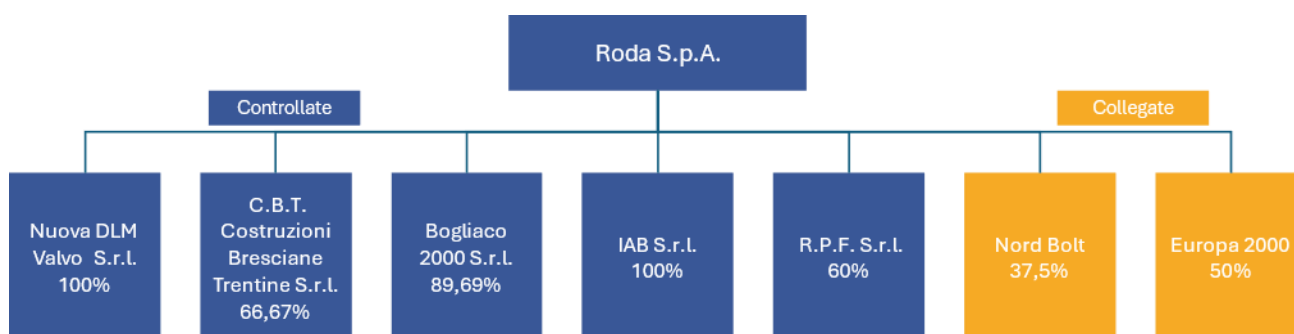 Roda S.p.A.
Controllate
Collegate
Nuova DLM
Valvo S.r.l.
100%
C.B.T.
Costruzioni
Bresciane
Trentine S.r.l.
66,67%
Bogliaco
2000 S.r.l.
89,69%
IAB S.r.l.
100%
R.P.F. S.r.l.
60%
Nord Bolt
37,5%
Europa 2000
50%